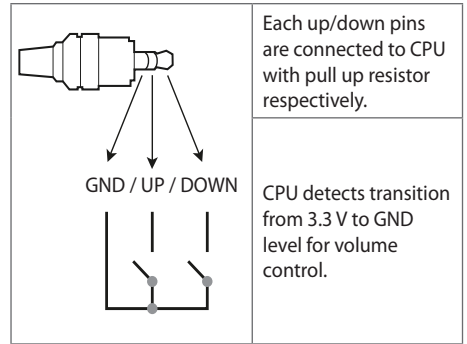 Each up/down pins
are connected to CPU
with pull up resistor
respectively.
GND / UP / DOWN
CPU detects transition
from 3.3 V to GND
level for volume
control.